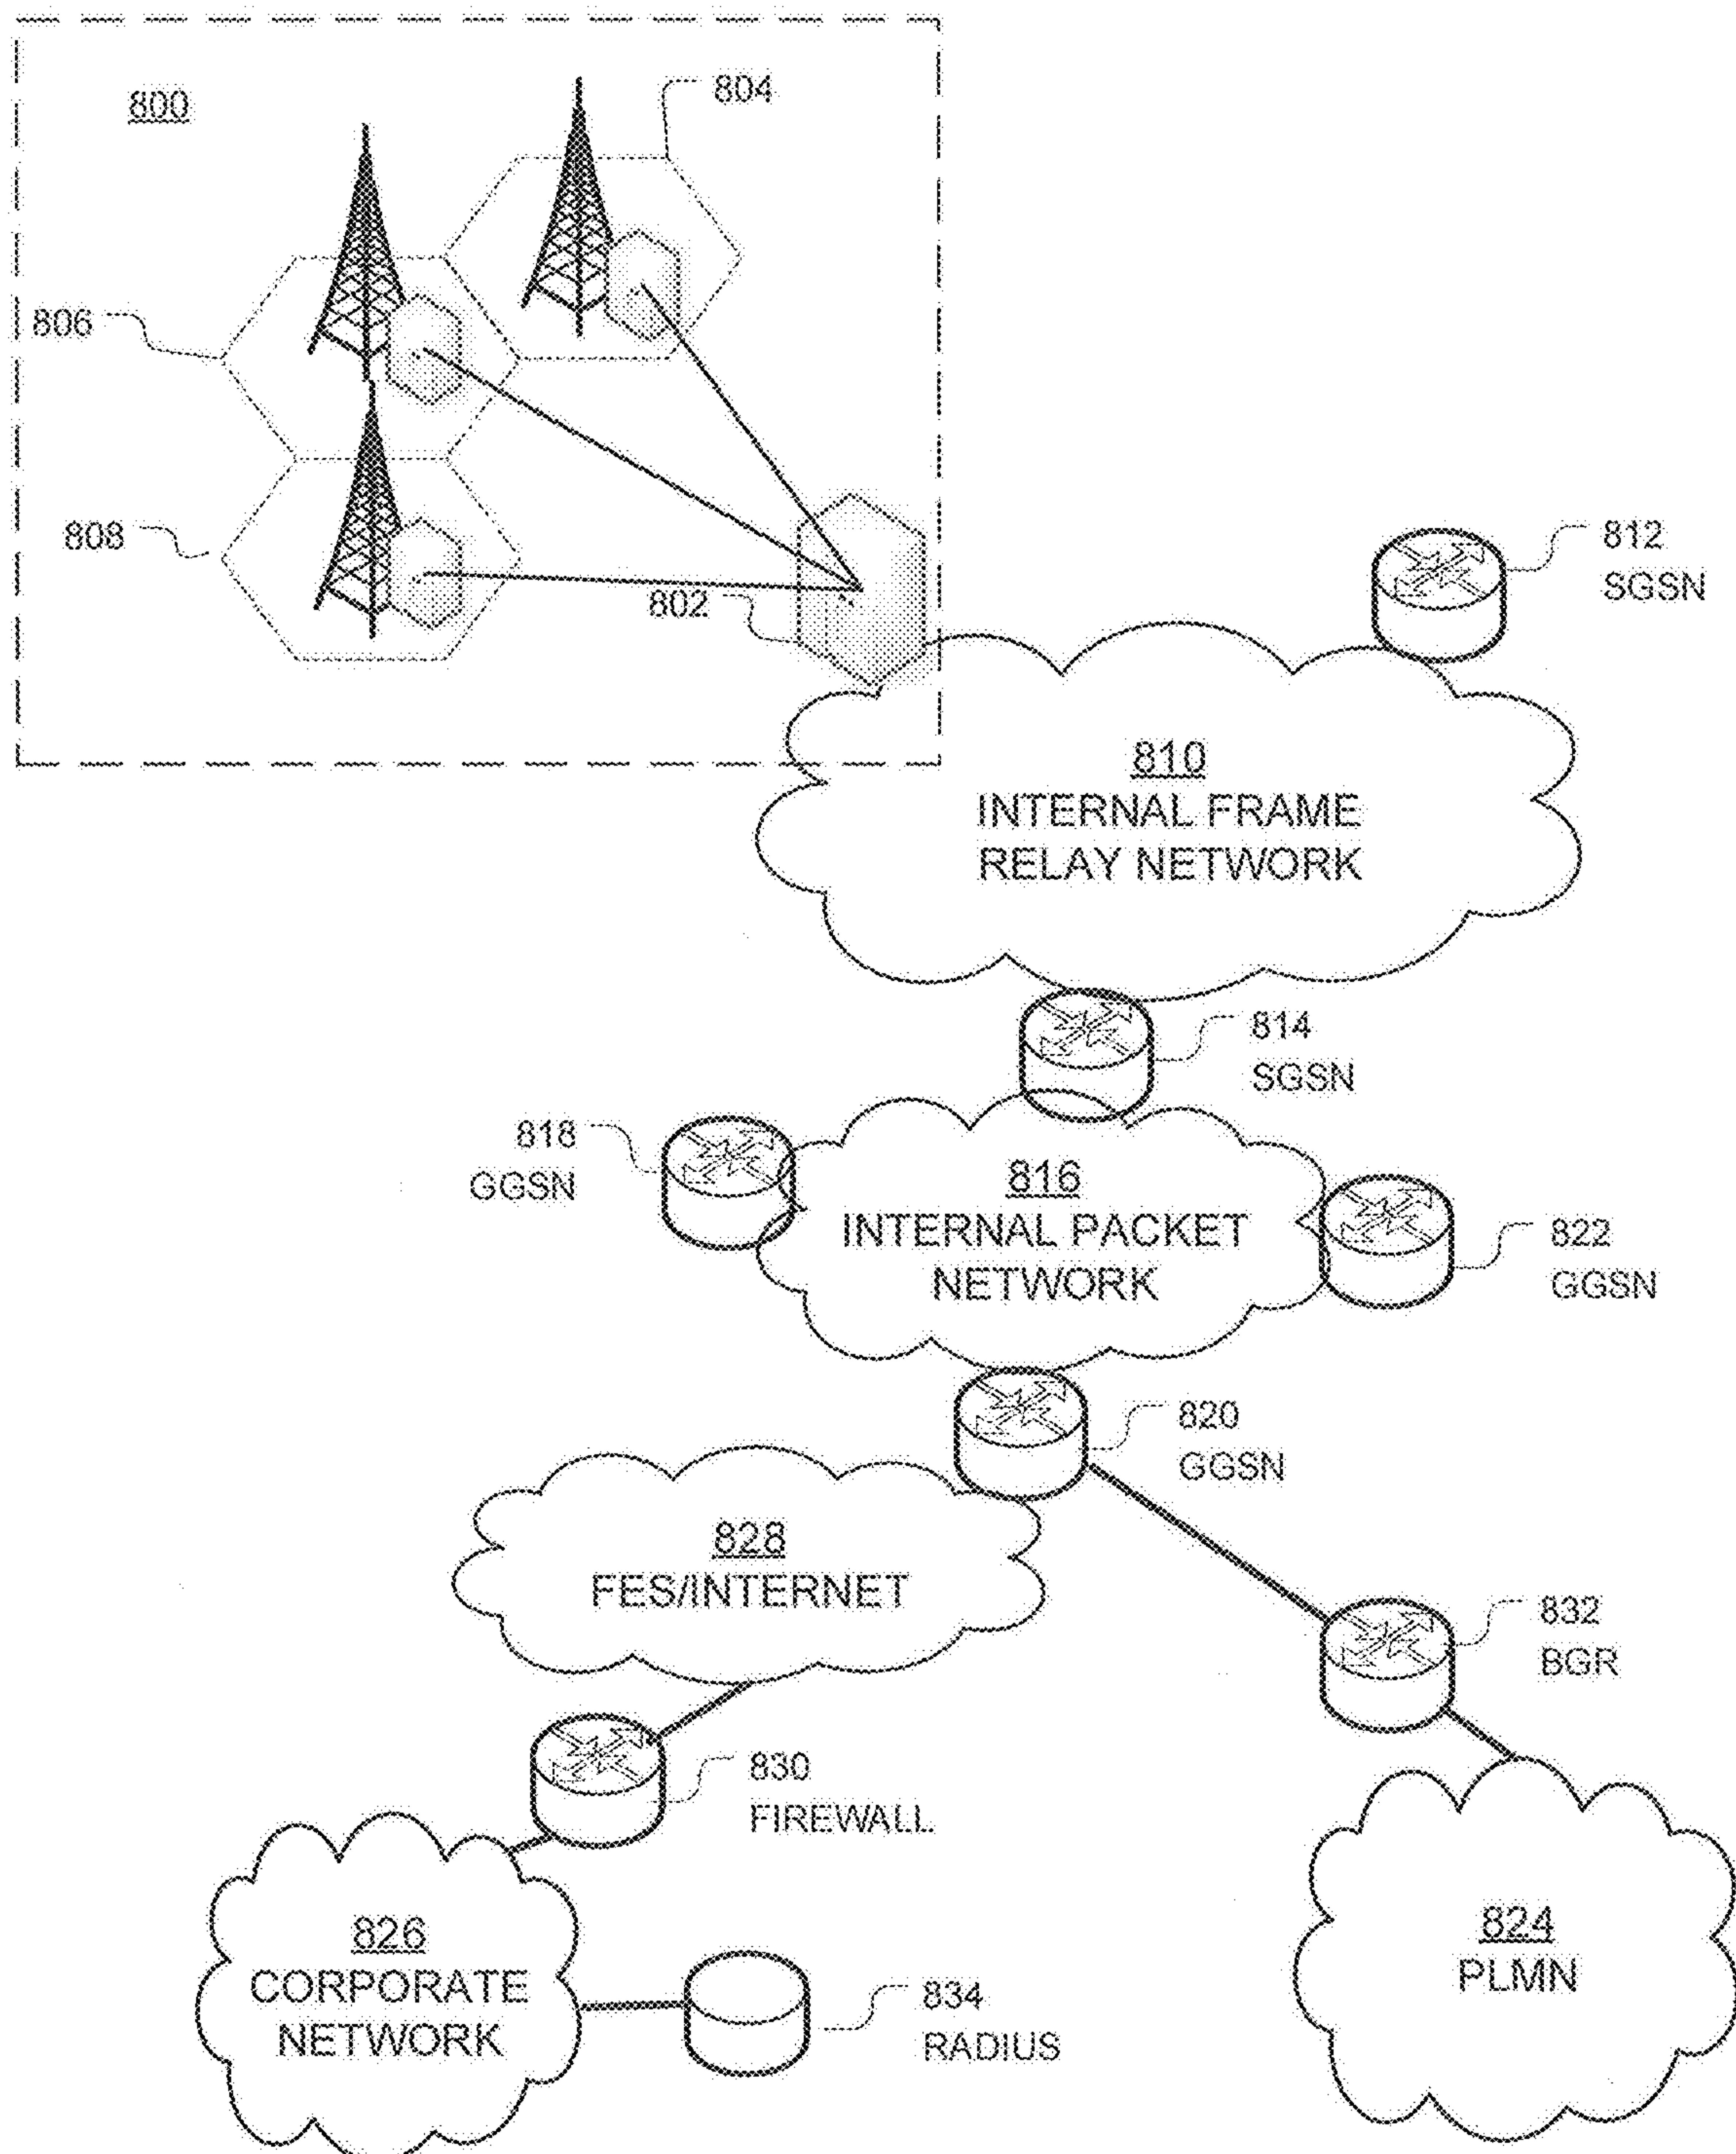 800
804
806
808
802
812
SGSN
810
INTERNAL FRAME
RELAY NETWORK
814
SGSN
818
GGSN
816
INTERNAL PACKET
NETWORK
822
GGSN
820
GGSN
828
FES/INTERNET
832
BGR
830
FIREWALL
826
CORPORATE
NETWORK
824
PLMN
834
RADIUS